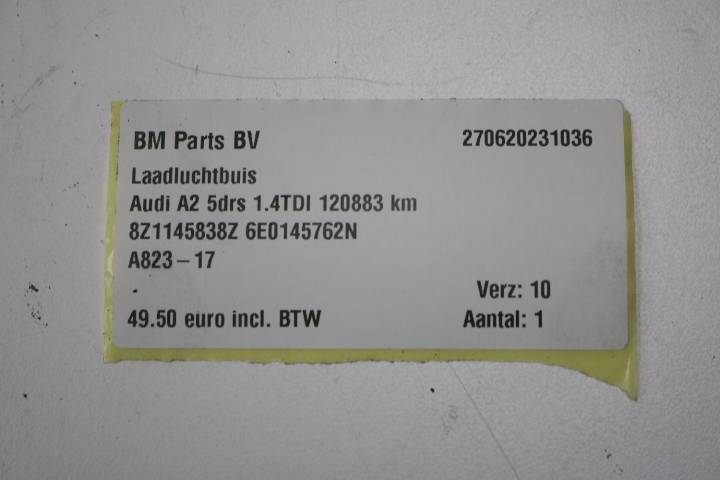 BM Parts BV 270620231036
Laadluchtbuis
Audi A2 5drs 1.4TDI 120883 km
8Z1145838Z 6E0145762N
A823-17
. Verz: 10
49.50 euro incl. BTW Aantal: 1